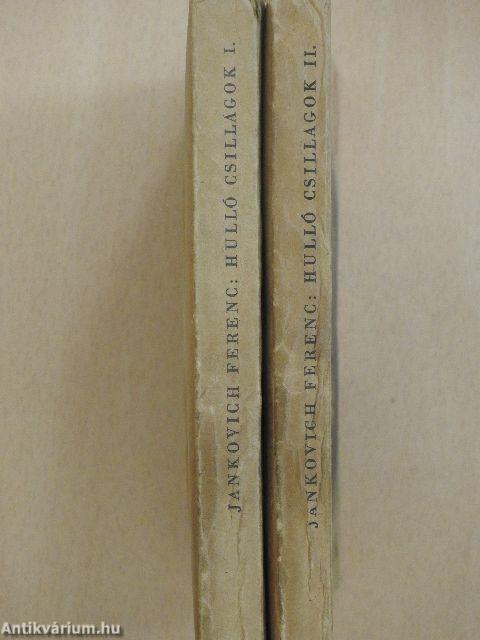 JANKOVICH FERENC: HULLÓ CSILLAGOK I.
JANKOVICH FERENC: HULLÓ CSILLAGOK II.
Antikvárium.hu